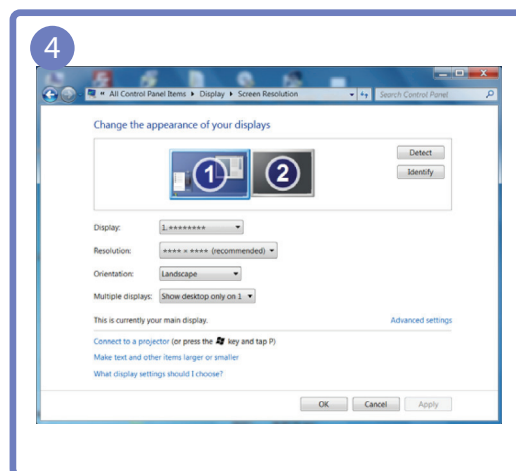 4
« All Control Panel Items ▸ Display ▸ Screen Resolution
Search Control Panel
Change the appearance of your displays
1
2
Detect
Identify
Display: 1.********
Resolution: **** = **** (recommended)
Orientation: Landscape
Multiple displays: Show desktop only on 1
This is currently your main display.
Advanced settings
Connect to a projector (or press the key and tap P)
Make text and other items larger or smaller
What display settings should I choose?
OK
Cancel
Apply